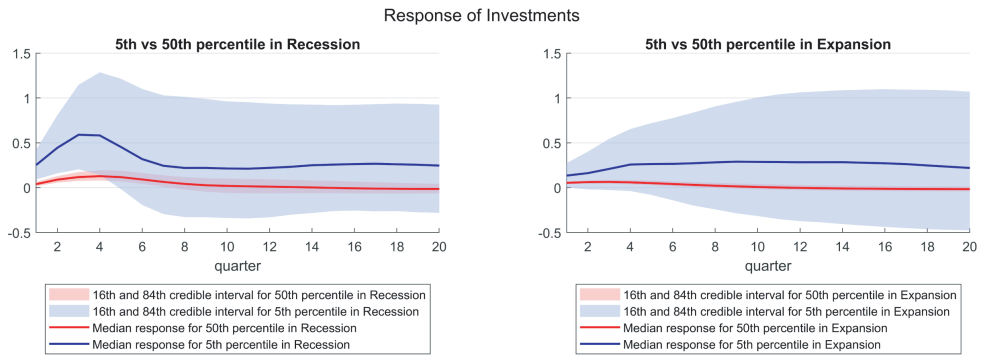 Response of Investments
5th vs 50th percentile in Recession
1.5
1
0.5
0
-0.5
2 4 6 8 10 12 14 16 18 20
quarter
16th and 84th credible interval for 50th percentile in Recession
16th and 84th credible interval for 5th percentile in Recession
Median response for 50th percentile in Recession
Median response for 5th percentile in Recession
5th vs 50th percentile in Expansion
1.5
1
0.5
0
-0.5
2 4 6 8 10 12 14 16 18 20
quarter
16th and 84th credible interval for 50th percentile in Expansion
16th and 84th credible interval for 5th percentile in Expansion
Median response for 50th percentile in Expansion
Median response for 5th percentile in Expansion